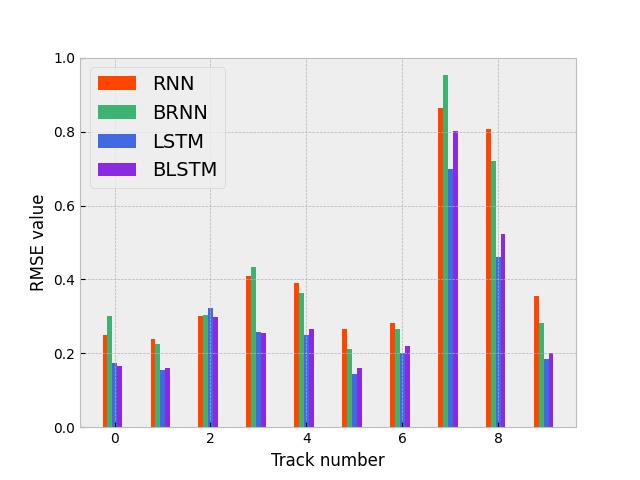 1.0
0.8
0.6
0.4
0.2
0.0
RMSE value
RNN
BRNN
LSTM
BLSTM
0 2 4 6 8
Track number